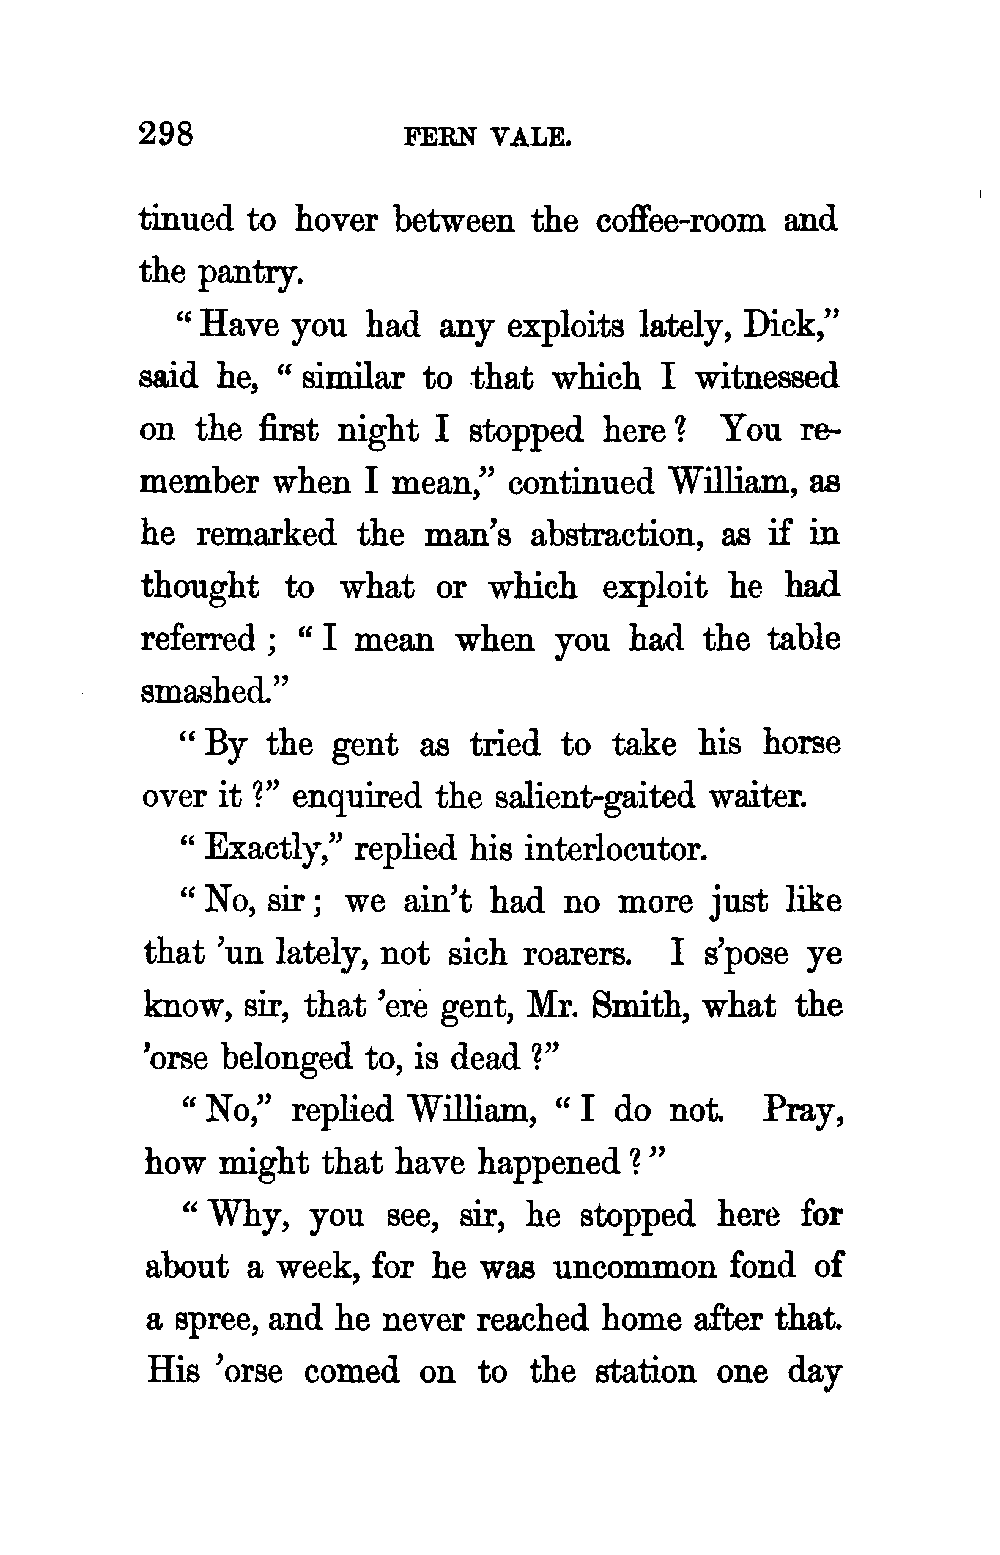 298 FERN VALE.
tinued to hover between the coffee-room and
the pantry.
“ Have you had any exploits lately, Dick,”
said he, “ similar to that which I witnessed
on the first night I stopped here ? You re-
member when I mean,” continued William, as
he remarked the man’s abstraction, as if in
thought to what or which exploit he had
referred ; “ I mean when you had the table
smashed.”
“ By the gent as tried to take his horse
over it ?” enquired the salient-gaited waiter.
“ Exactly,” replied his interlocutor.
“ No, sir ; we ain’t had no more just like
that ’un lately, not sich roarers. I s’pose ye
know, sir, that ’ere gent, Mr. Smith, what the
’orse belonged to, is dead ?”
“ No,” replied William, “ I do not. Pray,
how might that have happened ? ”
“ Why, you see, sir, he stopped here for
about a week, for he was uncommon fond of
a spree, and he never reached home after that.
His ’orse comed on to the station one day